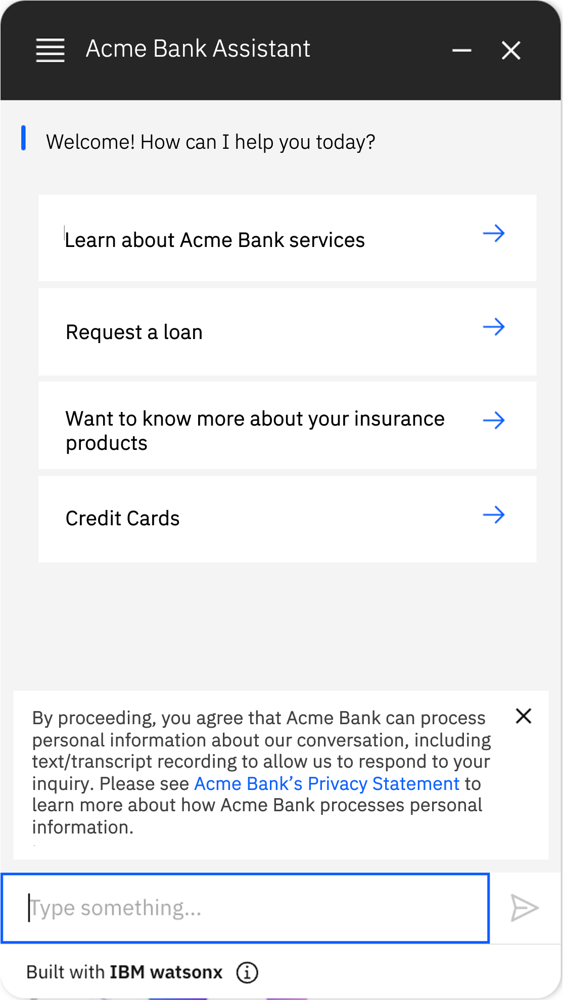 Acme Bank Assistant
Welcome! How can I help you today?
Learn about Acme Bank services
Request a loan
Want to know more about your insurance
products
Credit Cards
By proceeding, you agree that Acme Bank can process
personal information about our conversation, including
text/transcript recording to allow us to respond to your
inquiry. Please see Acme Bank’s Privacy Statement to
learn more about how Acme Bank processes personal
information.
Type something...
Built with IBM watsonx